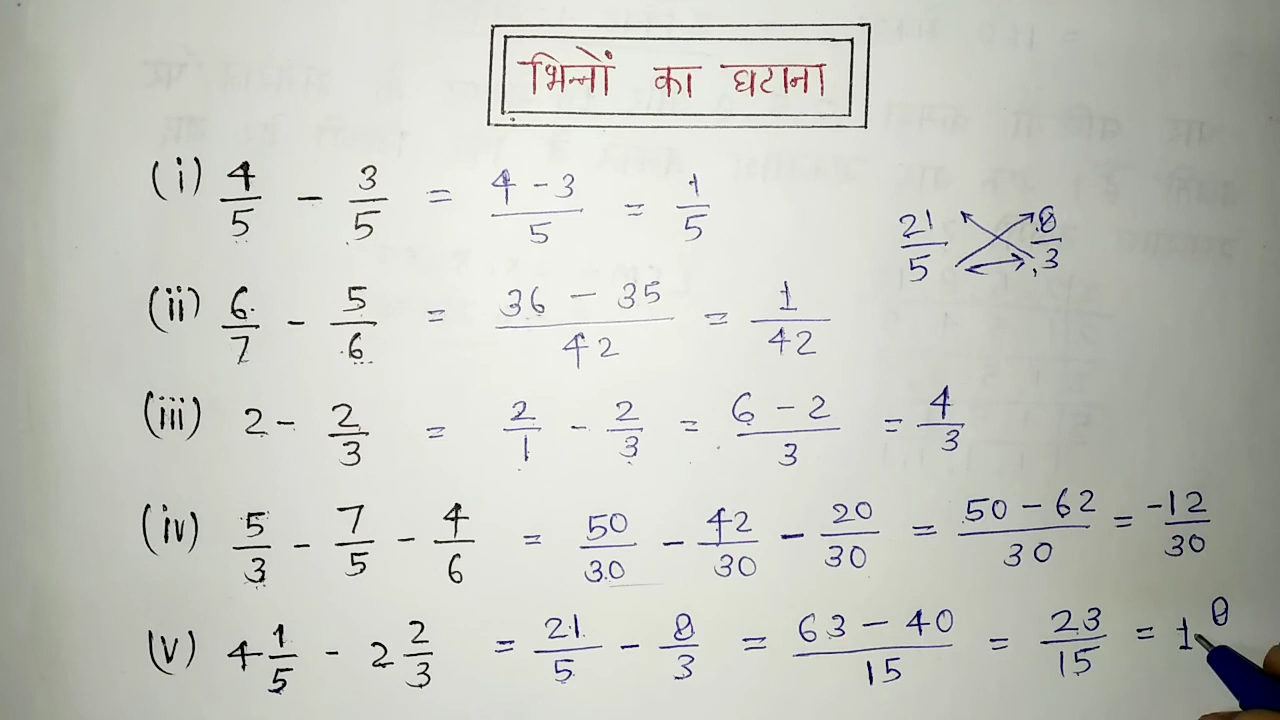 भिन्नों का घटाना
(i) 4/5 - 3/5 = 4-3/5 = 1/5
21/5 8/3
(ii) 6/7 - 5/6 = 36-35/42 = 1/42
(iii) 2 - 2/3 = 2/1 - 2/3 = 6-2/3 = 4/3
(iv) 5/3 - 7/5 - 4/6 = 50/30 - 42/30 - 20/30 = 50-62/30 = -12/30
(v) 4 1/5 - 2 2/3 = 21/5 - 8/3 = 63-40/15 = 23/15 = 1 8